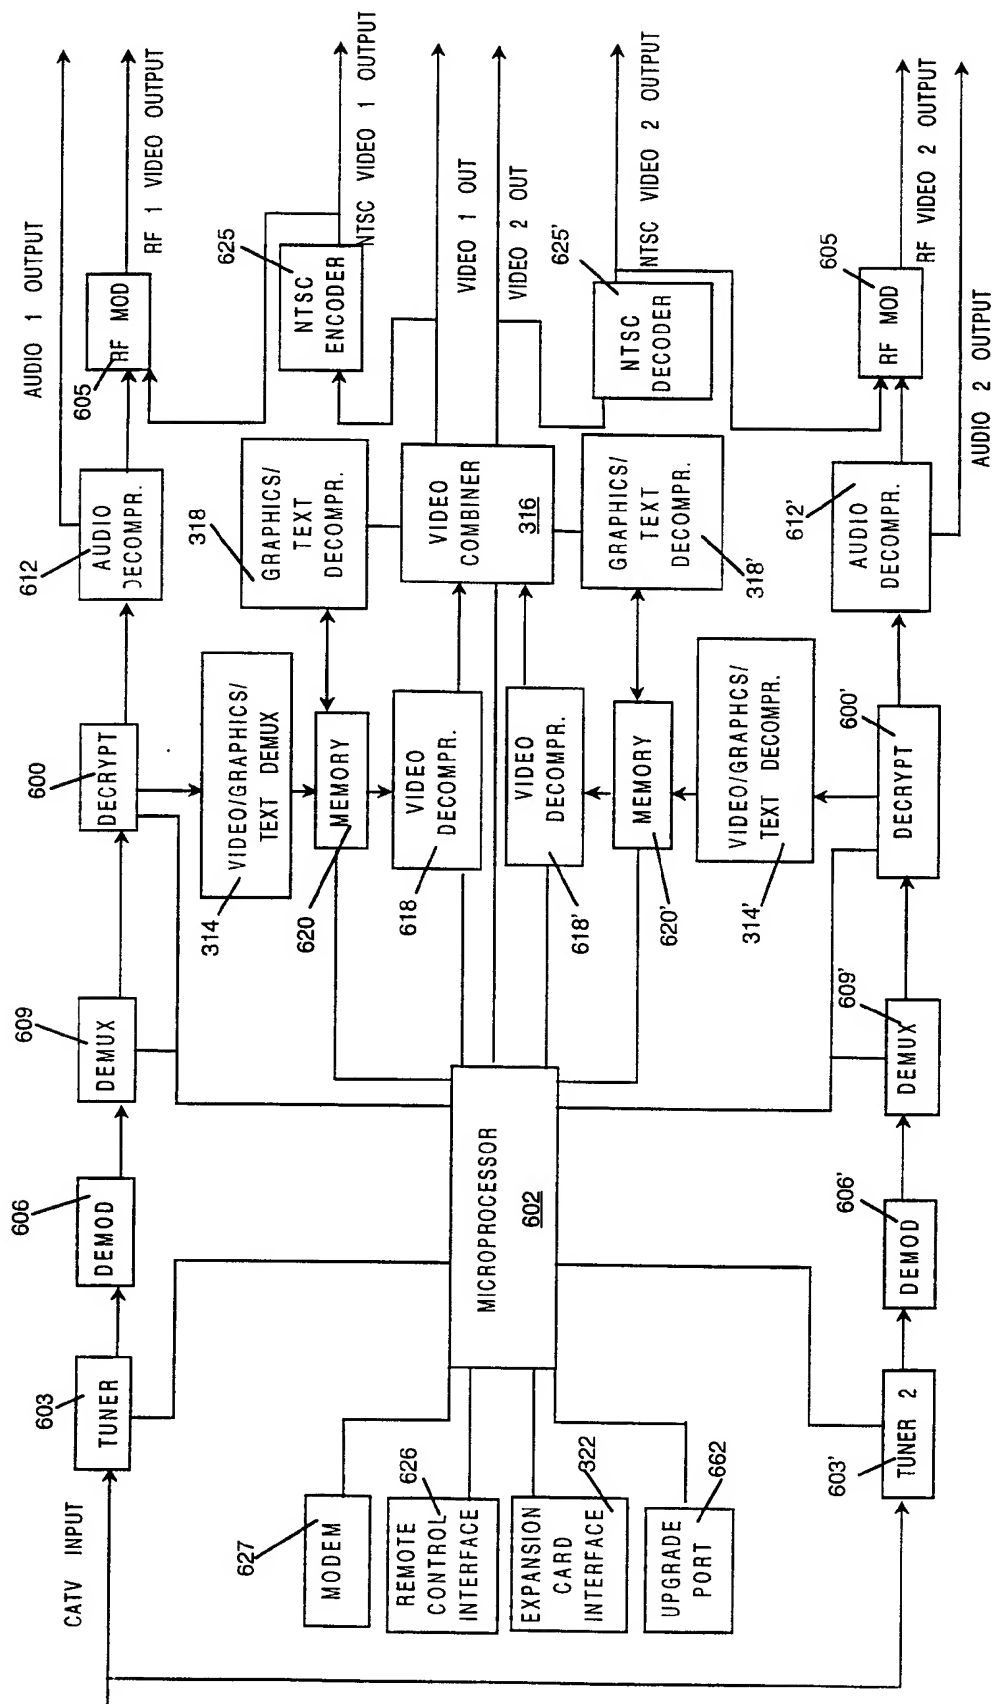 CATV INPUT
603
TUNER
606
DEMOD
609
DEMUX
600
DECRYPT
612
AUDIO
DECOMPR.
605
RF MOD
AUDIO 1 OUTPUT
RF 1 VIDEO OUTPUT
314
VIDEO/GRAPHICS/
TEXT DEMUX
318
GRAPHICS/
TEXT
DECOMPR.
625
NTSC
ENCODER
NTSC VIDEO 1 OUTPUT
620
MEMORY
618
VIDEO
DECOMPR.
VIDEO
COMBINER
316
VIDEO 1 OUT
VIDEO 2 OUT
627
MODEM
626
REMOTE
CONTROL
INTERFACE
322
EXPANSION
CARD
INTERFACE
662
UPGRADE
PORT
MICROPROCESSOR
602
618'
VIDEO
DECOMPR.
620'
MEMORY
318'
GRAPHICS/
TEXT
DECOMPR.
625'
NTSC
DECODER
NTSC VIDEO 2 OUTPUT
314'
VIDEO/GRAPHCS/
TEXT DECOMPR.
603'
TUNER 2
606'
DEMOD
609'
DEMUX
600'
DECRYPT
612'
AUDIO
DECOMPR.
605
RF MOD
RF VIDEO 2 OUTPUT
AUDIO 2 OUTPUT